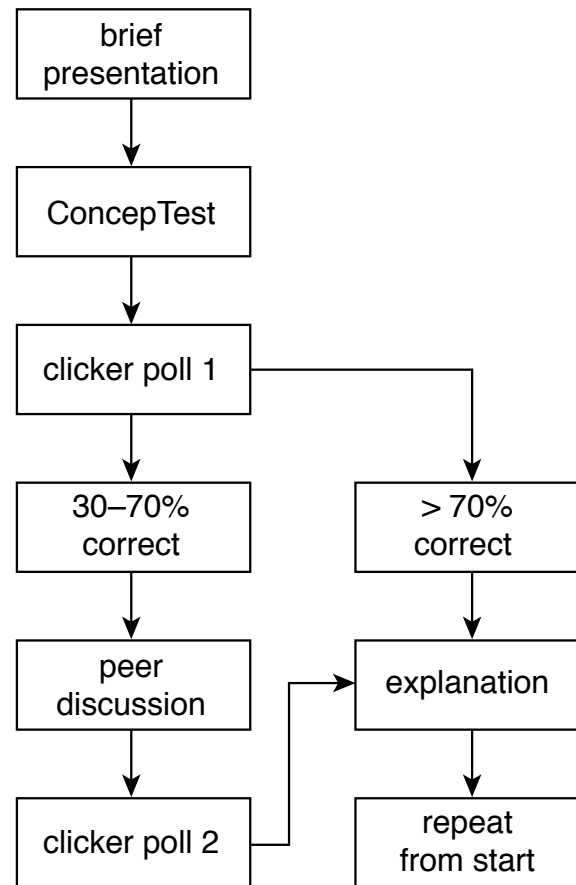 brief
presentation
ConcepTest
clicker poll 1
30–70%
correct
> 70%
correct
peer
discussion
explanation
clicker poll 2
repeat
from start